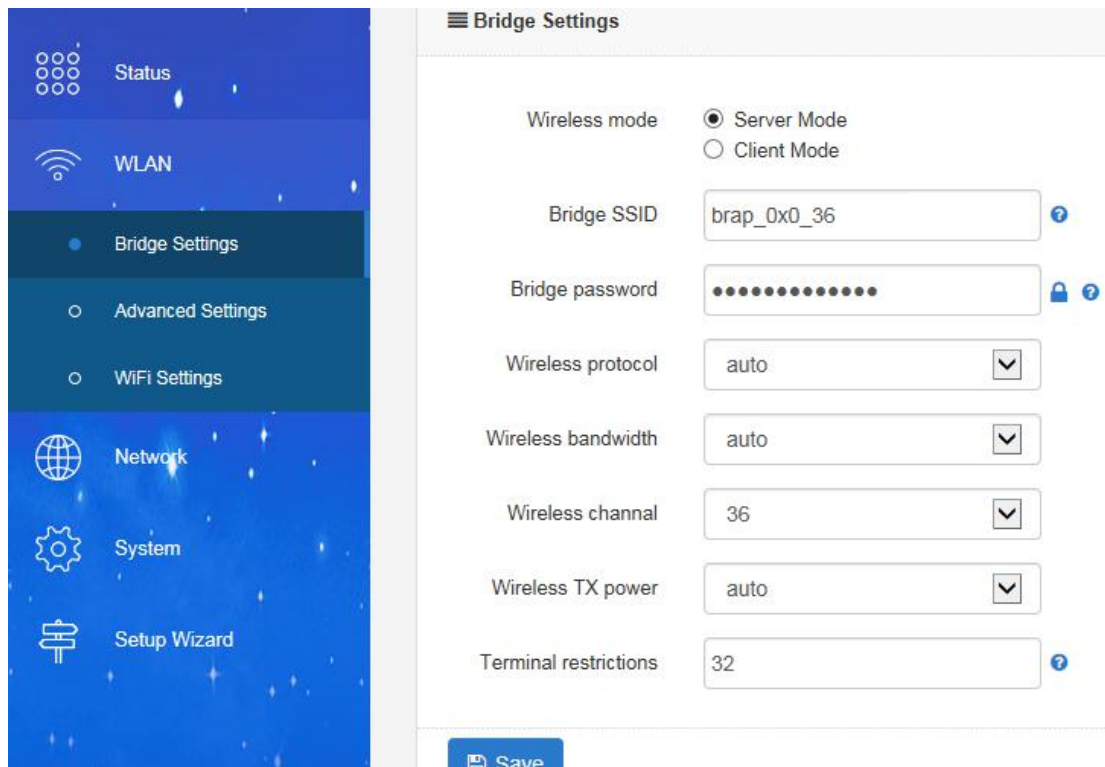 Status
WLAN
Bridge Settings
Advanced Settings
WiFi Settings
Network
System
Setup Wizard
Bridge Settings
Wireless mode Server Mode
Client Mode
Bridge SSID brap_0x0_36
Bridge password •••••••••••••
Wireless protocol auto
Wireless bandwidth auto
Wireless channal 36
Wireless TX power auto
Terminal restrictions 32
Save